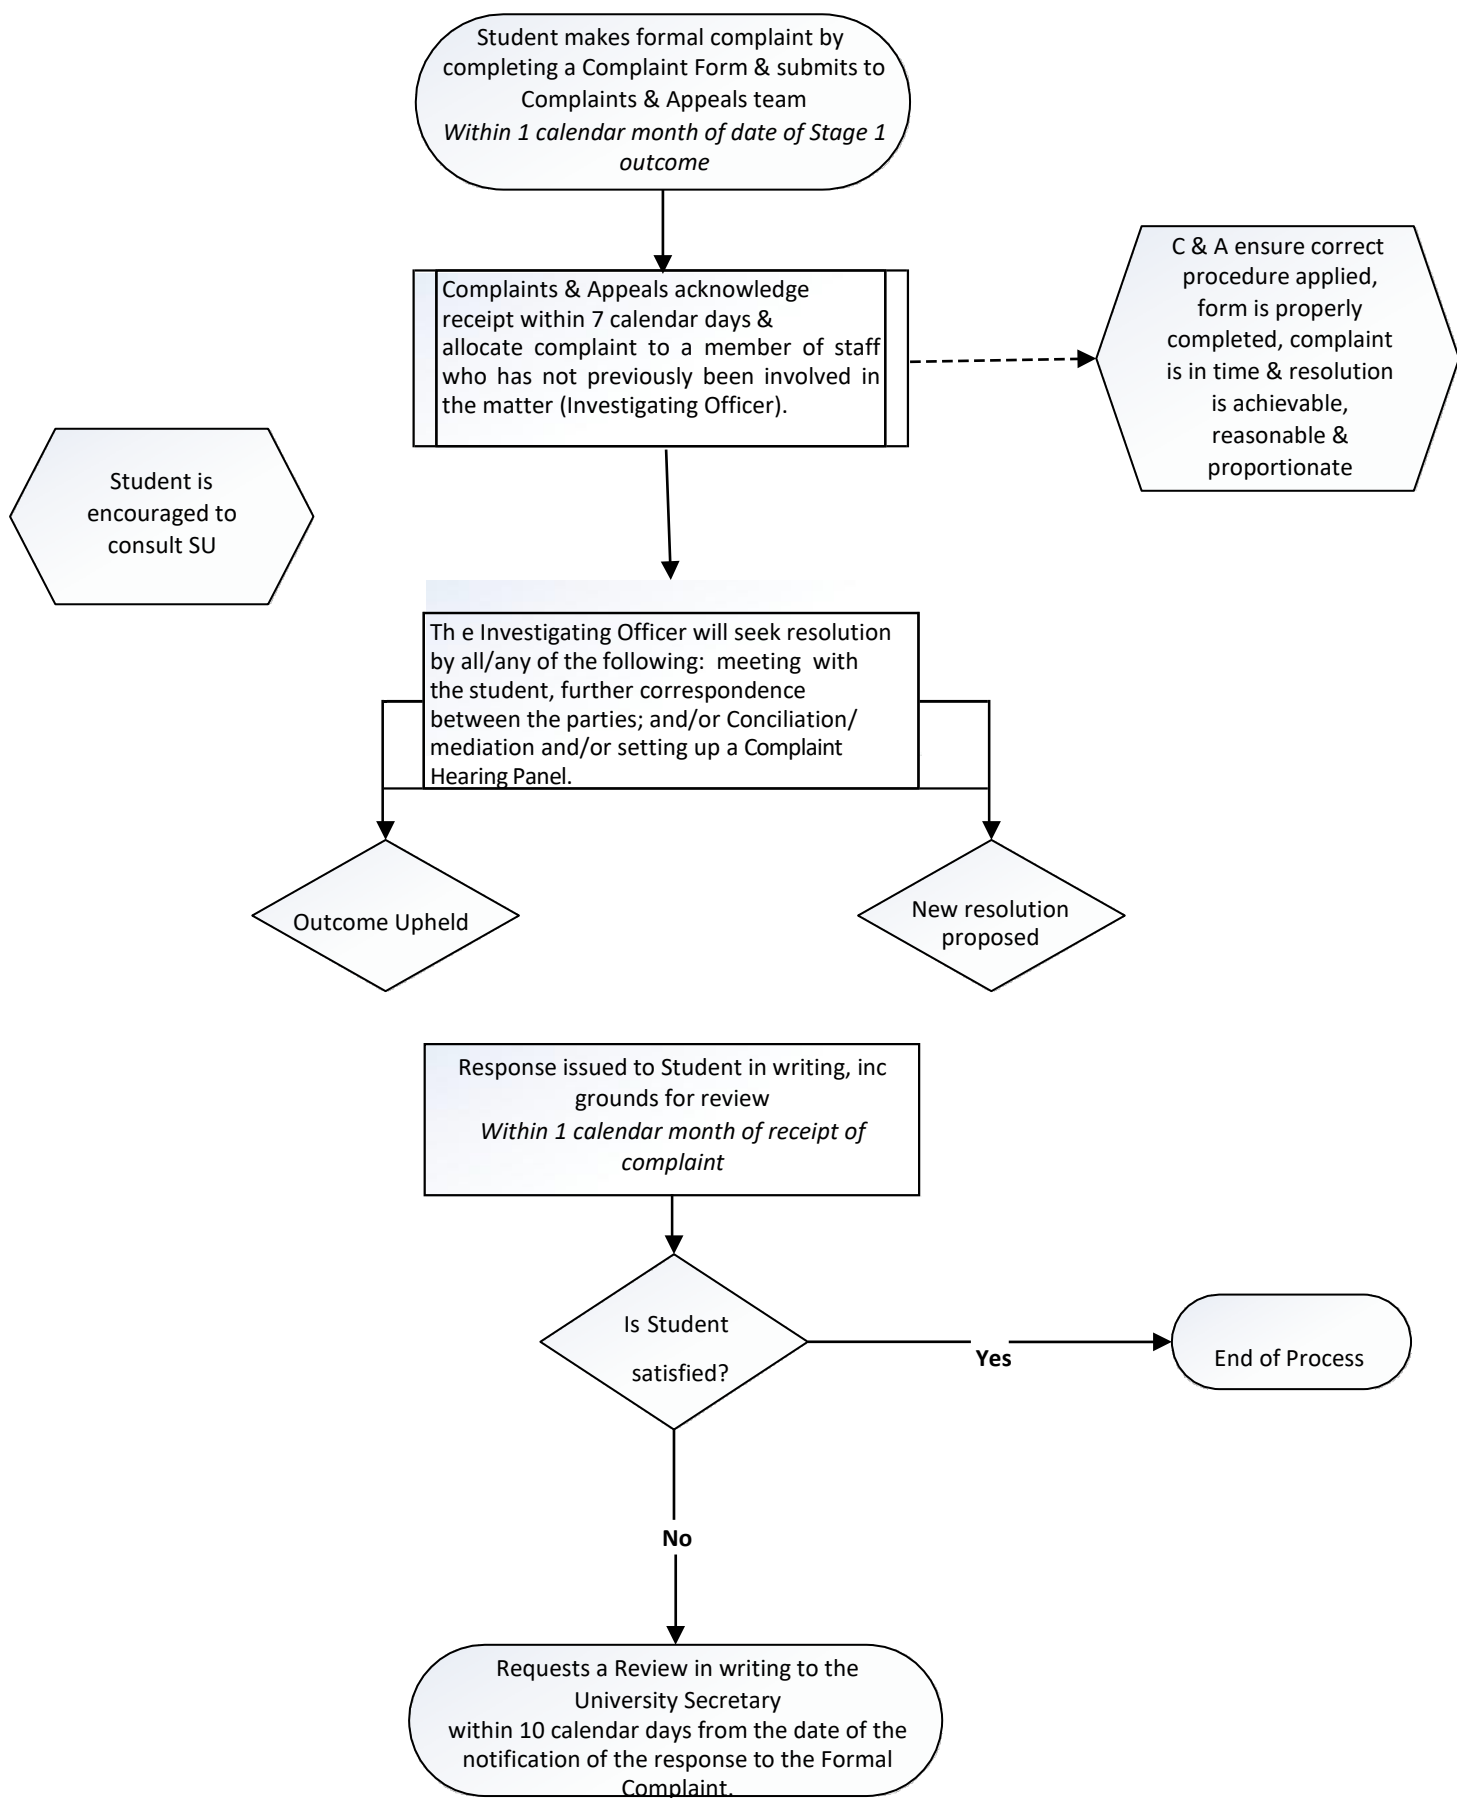 Student makes formal complaint by
completing a Complaint Form & submits to
Complaints & Appeals team
Within 1 calendar month of date of Stage 1
outcome
Complaints & Appeals acknowledge
receipt within 7 calendar days &
allocate complaint to a member of staff
who has not previously been involved in
the matter (Investigating Officer).
C & A ensure correct
procedure applied,
form is properly
completed, complaint
is in time & resolution
is achievable,
reasonable &
proportionate
Student is
encouraged to
consult SU
Th e Investigating Officer will seek resolution
by all/any of the following: meeting with
the student, further correspondence
between the parties; and/or Conciliation/
mediation and/or setting up a Complaint
Hearing Panel.
Outcome Upheld
New resolution
proposed
Response issued to Student in writing, inc
grounds for review
Within 1 calendar month of receipt of
complaint
Is Student
satisfied?
Yes
End of Process
No
Requests a Review in writing to the
University Secretary
within 10 calendar days from the date of the
notification of the response to the Formal
Complaint.